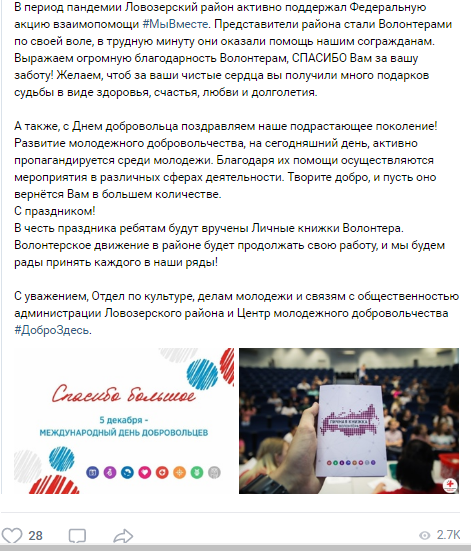 В период пандемии Ловозерский район активно поддержал Федеральную
акцию взаимопомощи #МыВместе. Представители района стали Волонтерами
по своей воле, в трудную минуту они оказали помощь нашим согражданам.
Выражаем огромную благодарность Волонтерам, СПАСИБО Вам за вашу
заботу! Желаем, чтоб за ваши чистые сердца вы получили много подарков
судьбы в виде здоровья, счастья, любви и долголетия.
А также, с Днем добровольца поздравляем наше подрастающее поколение!
Развитие молодежного добровольчества, на сегодняшний день, активно
пропагандируется среди молодежи. Благодаря их помощи осуществляются
мероприятия в различных сферах деятельности. Творите добро, и пусть оно
вернётся Вам в большем количестве.
С праздником!
В честь праздника ребятам будут вручены Личные книжки Волонтера.
Волонтерское движение в районе будет продолжать свою работу, и мы будем
рады принять каждого в наши ряды!
С уважением, Отдел по культуре, делам молодежи и связям с общественностью
администрации Ловозерского района и Центр молодежного добровольчества
#ДоброЗдесь.
Спасибо большое
5 декабря -
МЕЖДУНАРОДНЫЙ ДЕНЬ ДОБРОВОЛЬЦЕВ
ЛИЧНАЯ КНИЖКА
28
2.7K